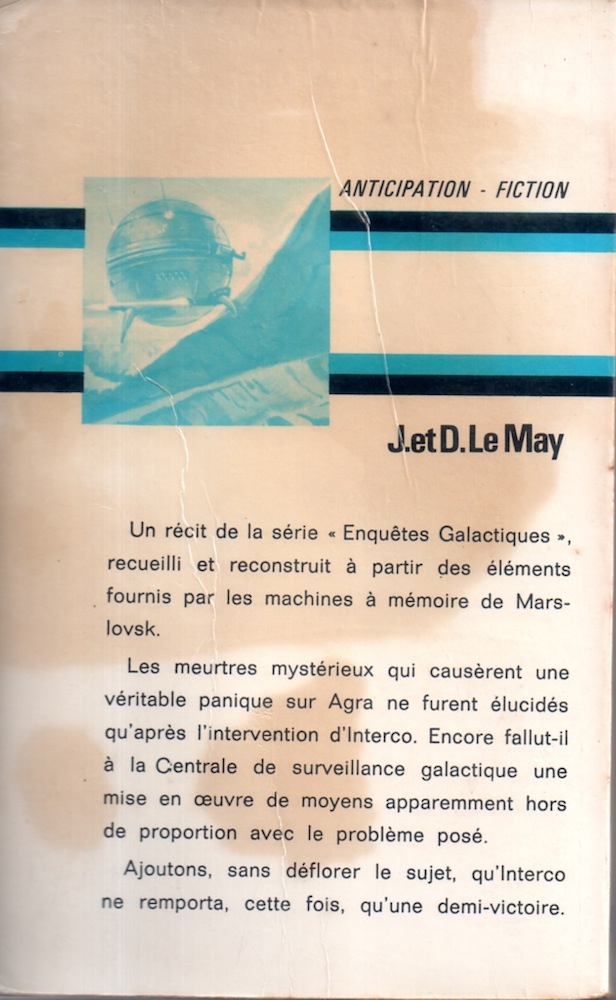 ANTICIPATION - FICTION
J.et D. Le May
Un récit de la série « Enquêtes Galactiques »,
recueilli et reconstruit à partir des éléments
fournis par les machines à mémoire de Mars-
lovsk.
Les meurtres mystérieux qui causèrent une
véritable panique sur Agra ne furent élucidés
qu'après l'intervention d'Interco. Encore fallut-il
à la Centrale de surveillance galactique une
mise en œuvre de moyens apparemment hors
de proportion avec le problème posé.
Ajoutons, sans déflorer le sujet, qu'Interco
ne remporta, cette fois, qu'une demi-victoire.